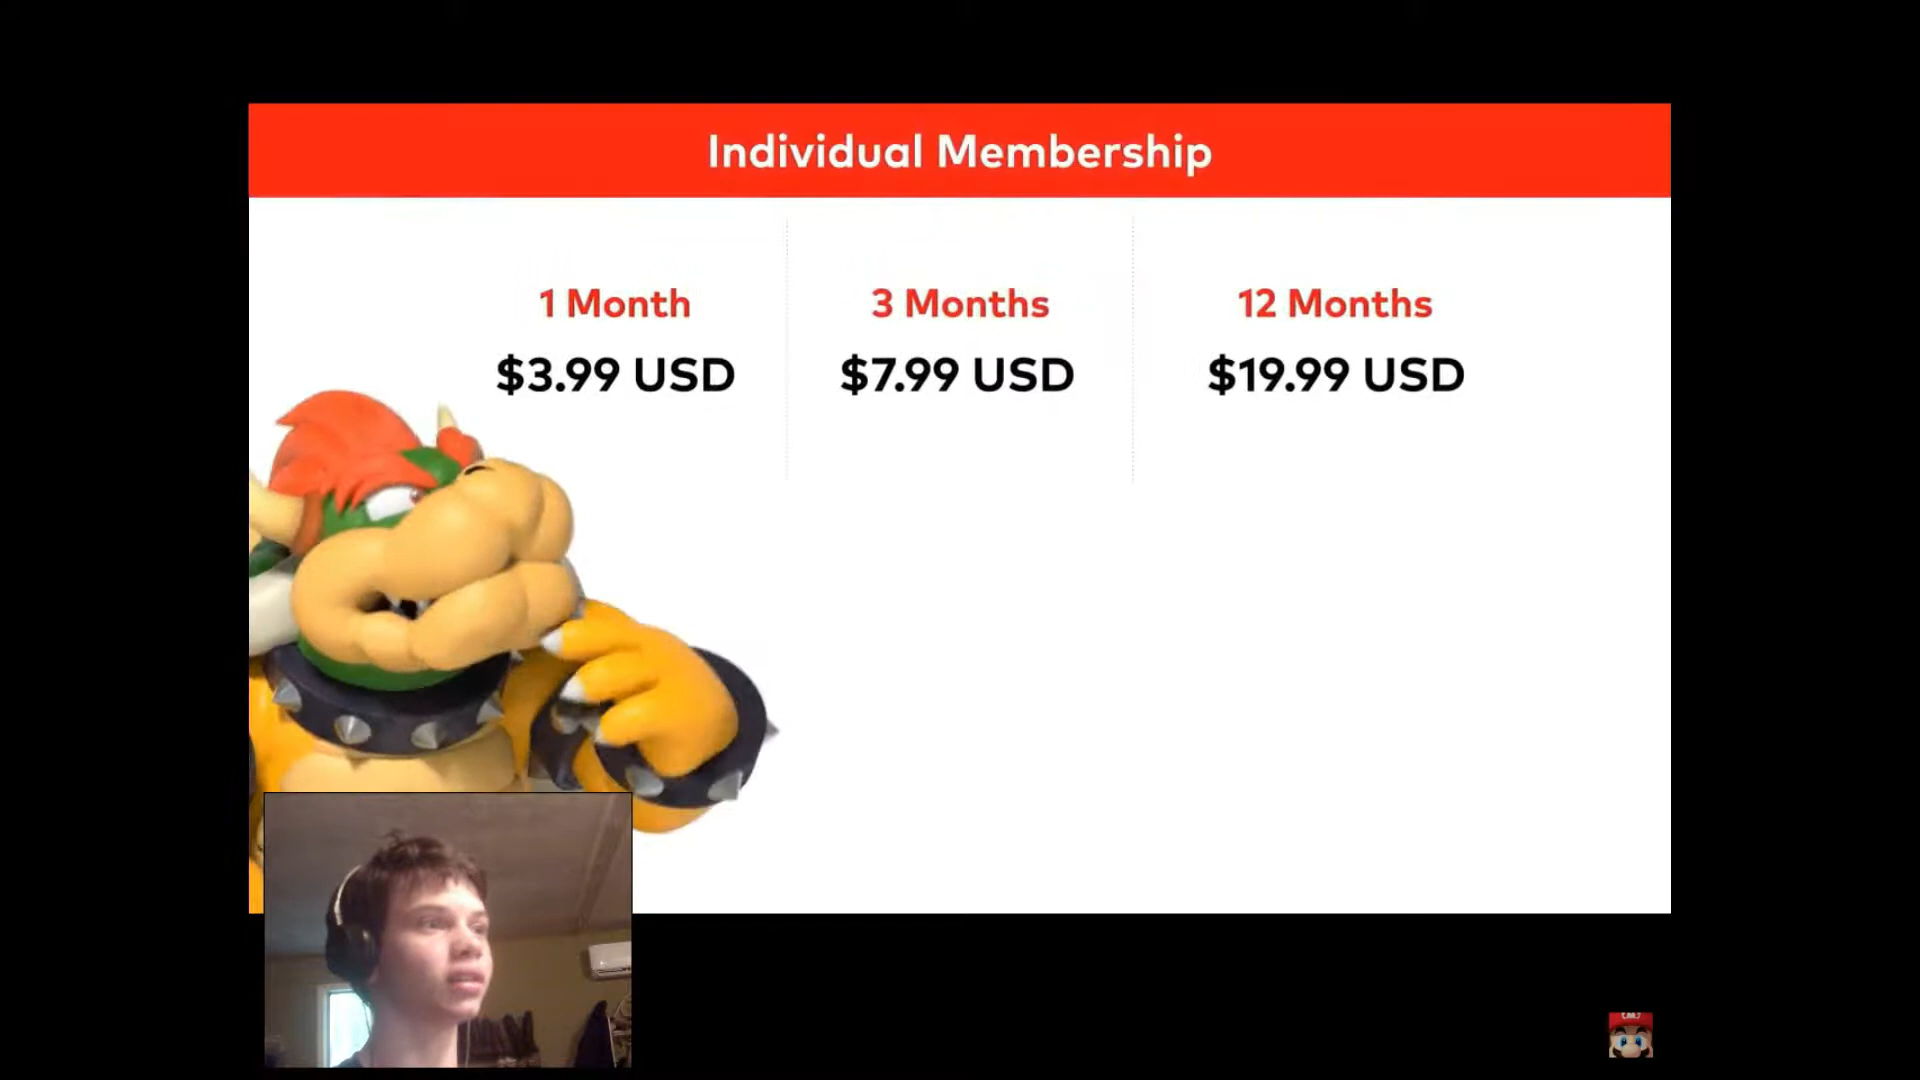 Individual Membership
1 Month
3 Months
12 Months
$3.99 USD
$7.99 USD
$19.99 USD